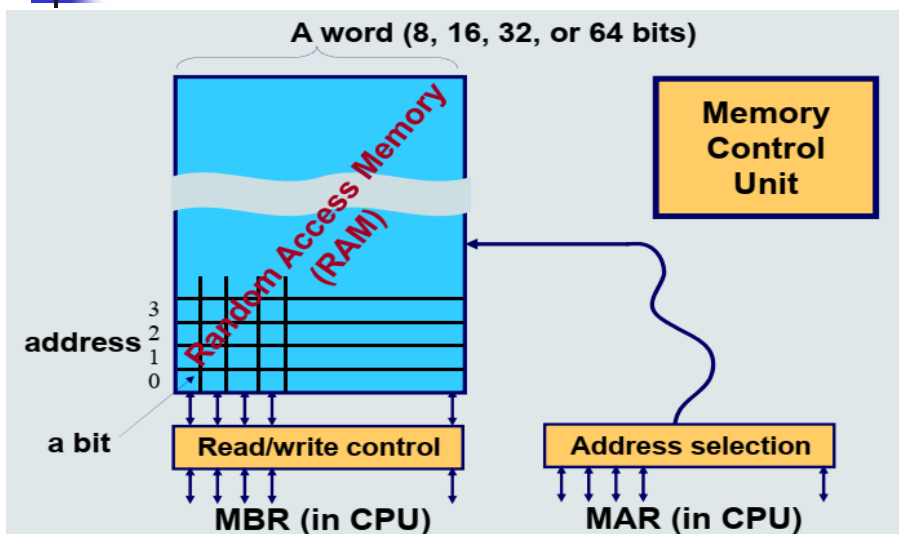 A word (8, 16, 32, or 64 bits)
Random Access Memory
(RAM)
Memory
Control
Unit
3
2
address
1
0
a bit
Read/write control
Address selection
MBR (in CPU)
MAR (in CPU)